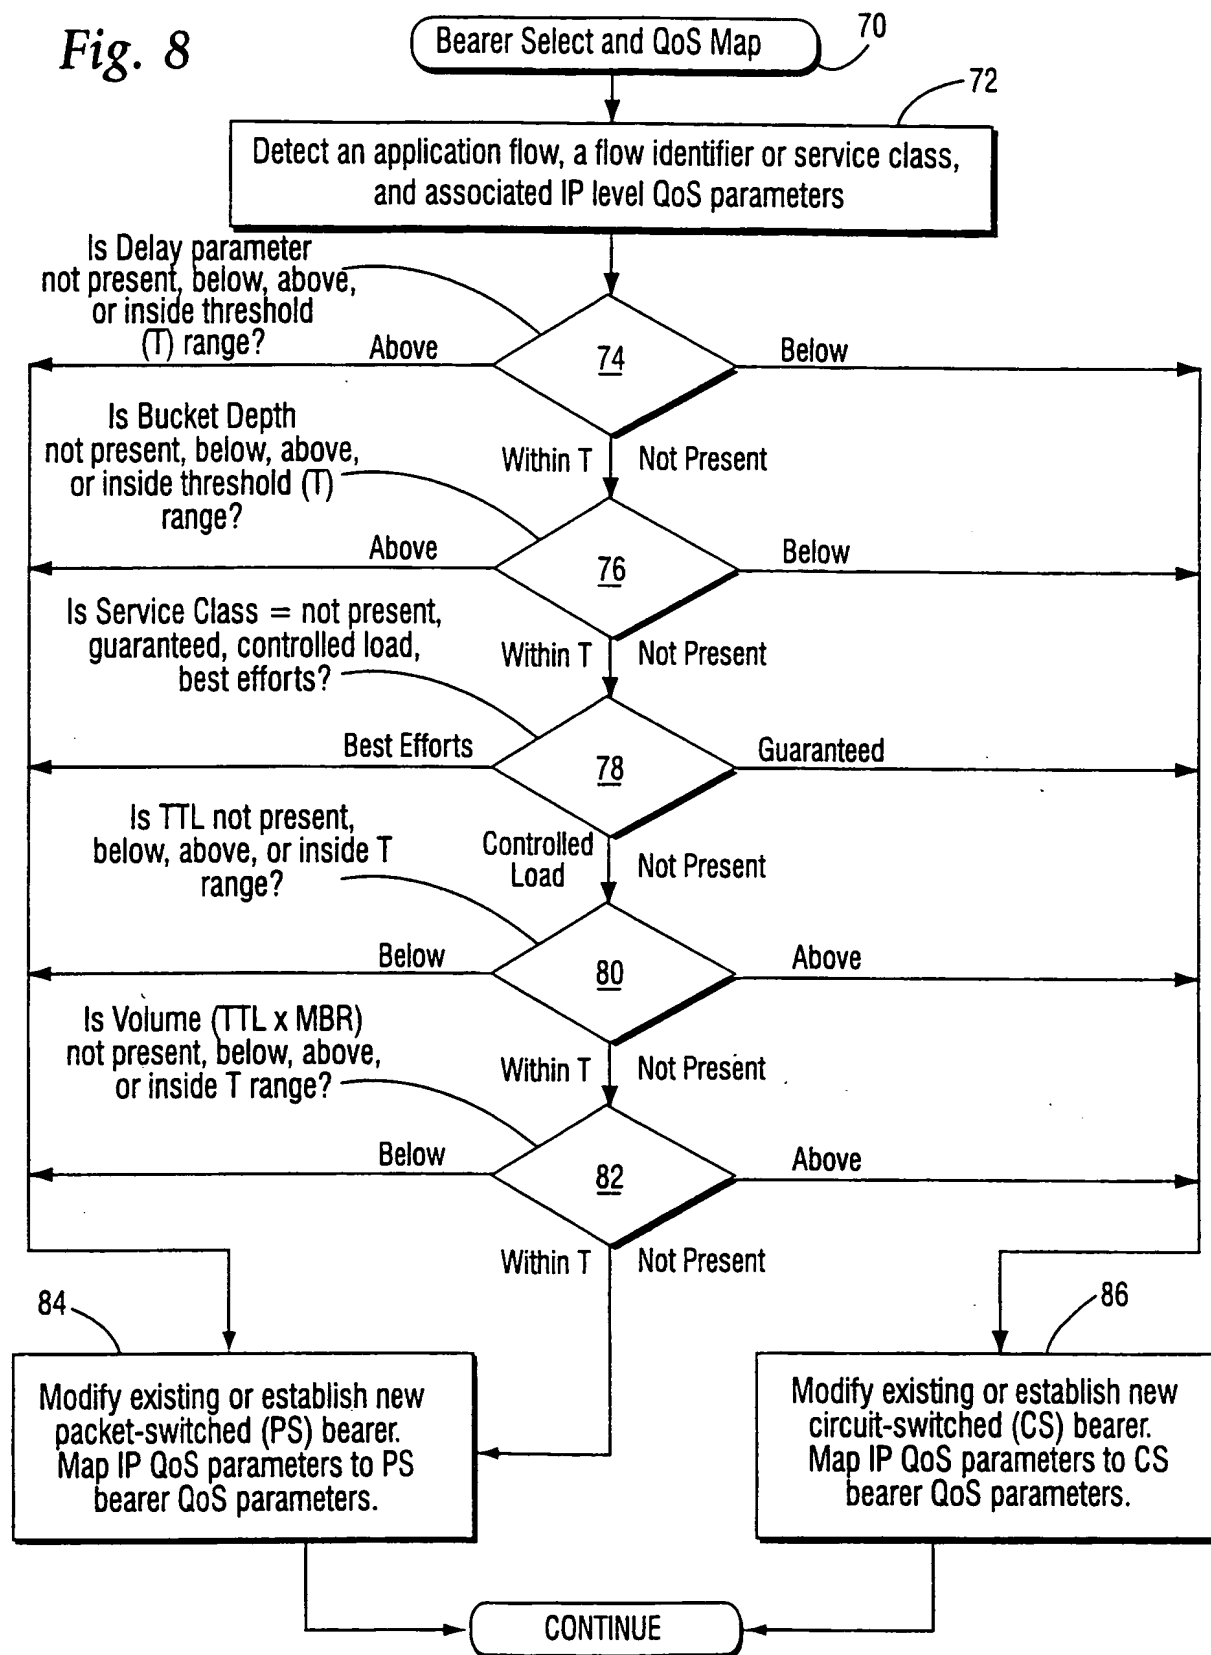 Fig. 8
Bearer Select and QoS Map
70
72
Detect an application flow, a flow identifier or service class,
and associated IP level QoS parameters
Is Delay parameter
not present, below, above,
or inside threshold
(T) range?
Above
74
Below
Within T
Not Present
Is Bucket Depth
not present, below, above,
or inside threshold (T)
range?
Above
76
Below
Within T
Not Present
Is Service Class = not present,
guaranteed, controlled load,
best efforts?
Best Efforts
78
Guaranteed
Controlled
Load
Not Present
Is TTL not present,
below, above, or inside T
range?
Below
80
Above
Within T
Not Present
Is Volume (TTL x MBR)
not present, below, above,
or inside T range?
Below
82
Above
Within T
Not Present
84
Modify existing or establish new
packet-switched (PS) bearer.
Map IP QoS parameters to PS
bearer QoS parameters.
86
Modify existing or establish new
circuit-switched (CS) bearer.
Map IP QoS parameters to CS
bearer QoS parameters.
CONTINUE